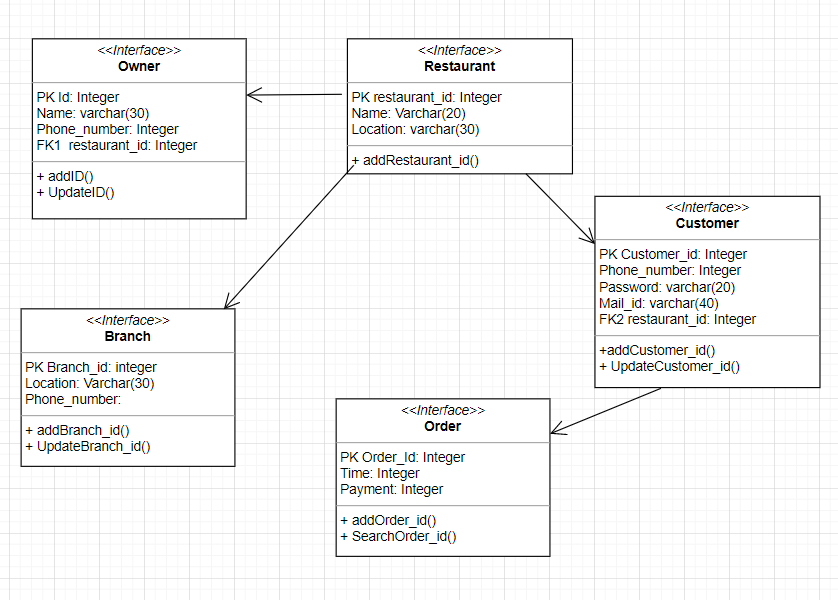 <<Interface>>
Owner
PK Id: Integer
Name: varchar(30)
Phone_number: Integer
FK1  restaurant_id: Integer
+ addID()
+ UpdateID()
<<Interface>>
Restaurant
PK restaurant_id: Integer
Name: Varchar(20)
Location: varchar(30)
+ addRestaurant_id()
<<Interface>>
Customer
PK Customer_id: Integer
Phone_number: Integer
Password: varchar(20)
Mail_id: varchar(40)
FK2 restaurant_id: Integer
+addCustomer_id()
+ UpdateCustomer_id()
<<Interface>>
Branch
PK Branch_id: integer
Location: Varchar(30)
Phone_number:
+ addBranch_id()
+ UpdateBranch_id()
<<Interface>>
Order
PK Order_Id: Integer
Time: Integer
Payment: Integer
+ addOrder_id()
+ SearchOrder_id()